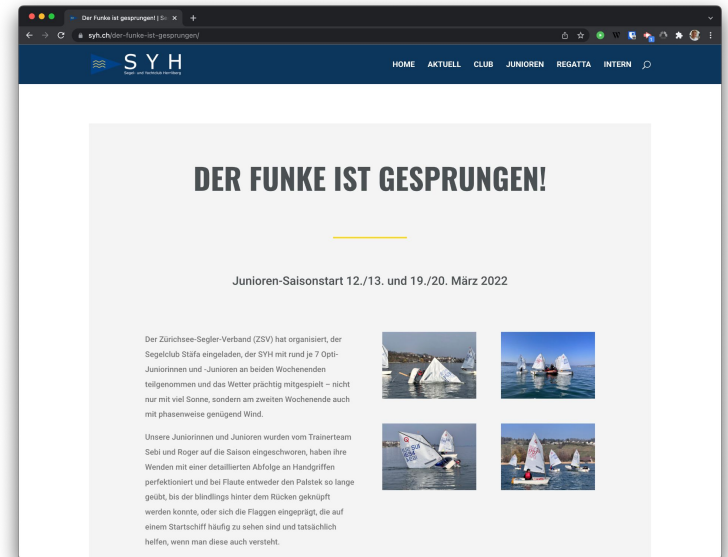 Der Funke ist gesprungen! | Sc
syh.ch/der-funke-ist-gesprungen/
SYH
Segel- und Yachtclub Herrliberg
HOME AKTUELL CLUB JUNIOREN REGATTA INTERN
DER FUNKE IST GESPRUNGEN!
Junioren-Saisonstart 12./13. und 19./20. März 2022
Der Zürichsee-Segler-Verband (ZSV) hat organisiert, der
Segelclub Stäfa eingeladen, der SYH mit rund je 7 Opti-
Juniorinnen und -Junioren an beiden Wochenenden
teilgenommen und das Wetter prächtig mitgespielt – nicht
nur mit viel Sonne, sondern am zweiten Wochenende auch
mit phasenweise genügend Wind.
Unsere Juniorinnen und Junioren wurden vom Trainerteam
Sebi und Roger auf die Saison eingeschworen, haben ihre
Wenden mit einer detaillierten Abfolge an Handgriffen
perfektioniert und bei Flaute entweder den Palstek so lange
geübt, bis der blindlings hinter dem Rücken geknüpft
werden konnte, oder sich die Flaggen eingeprägt, die auf
einem Startschiff häufig zu sehen sind und tatsächlich
helfen, wenn man diese auch versteht.